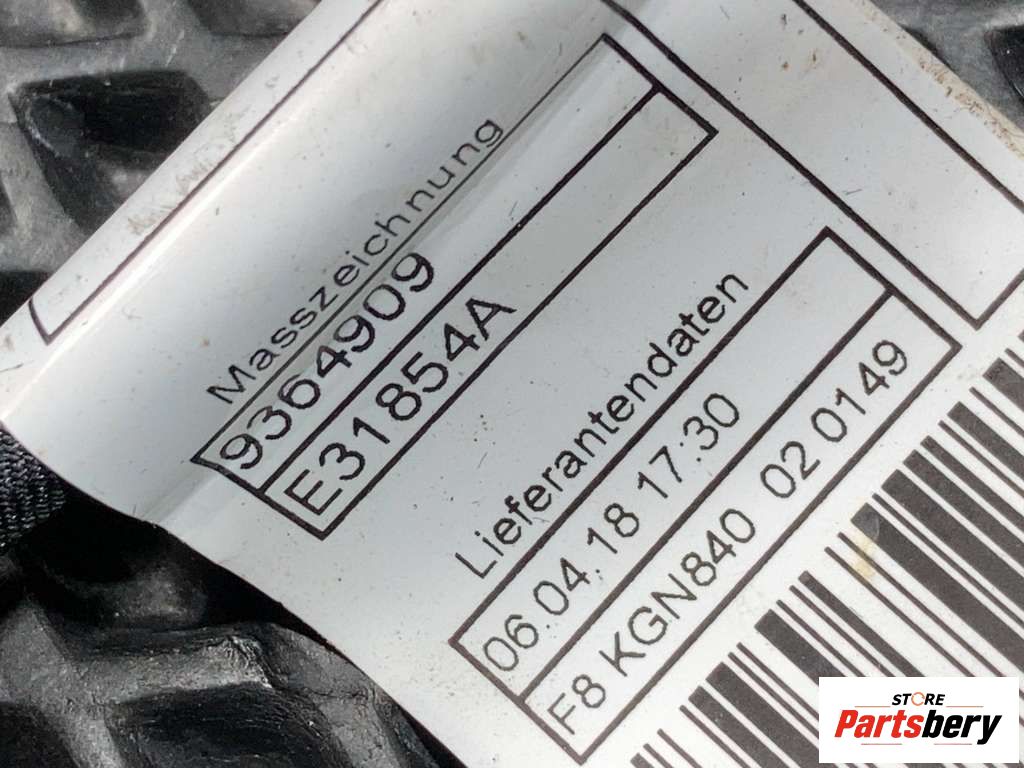 Masszeichnung
9364909
E31854A
Lieferantendaten
06.04.18 17:30
F8 KGN840 02 0149
STORE
Partsbery